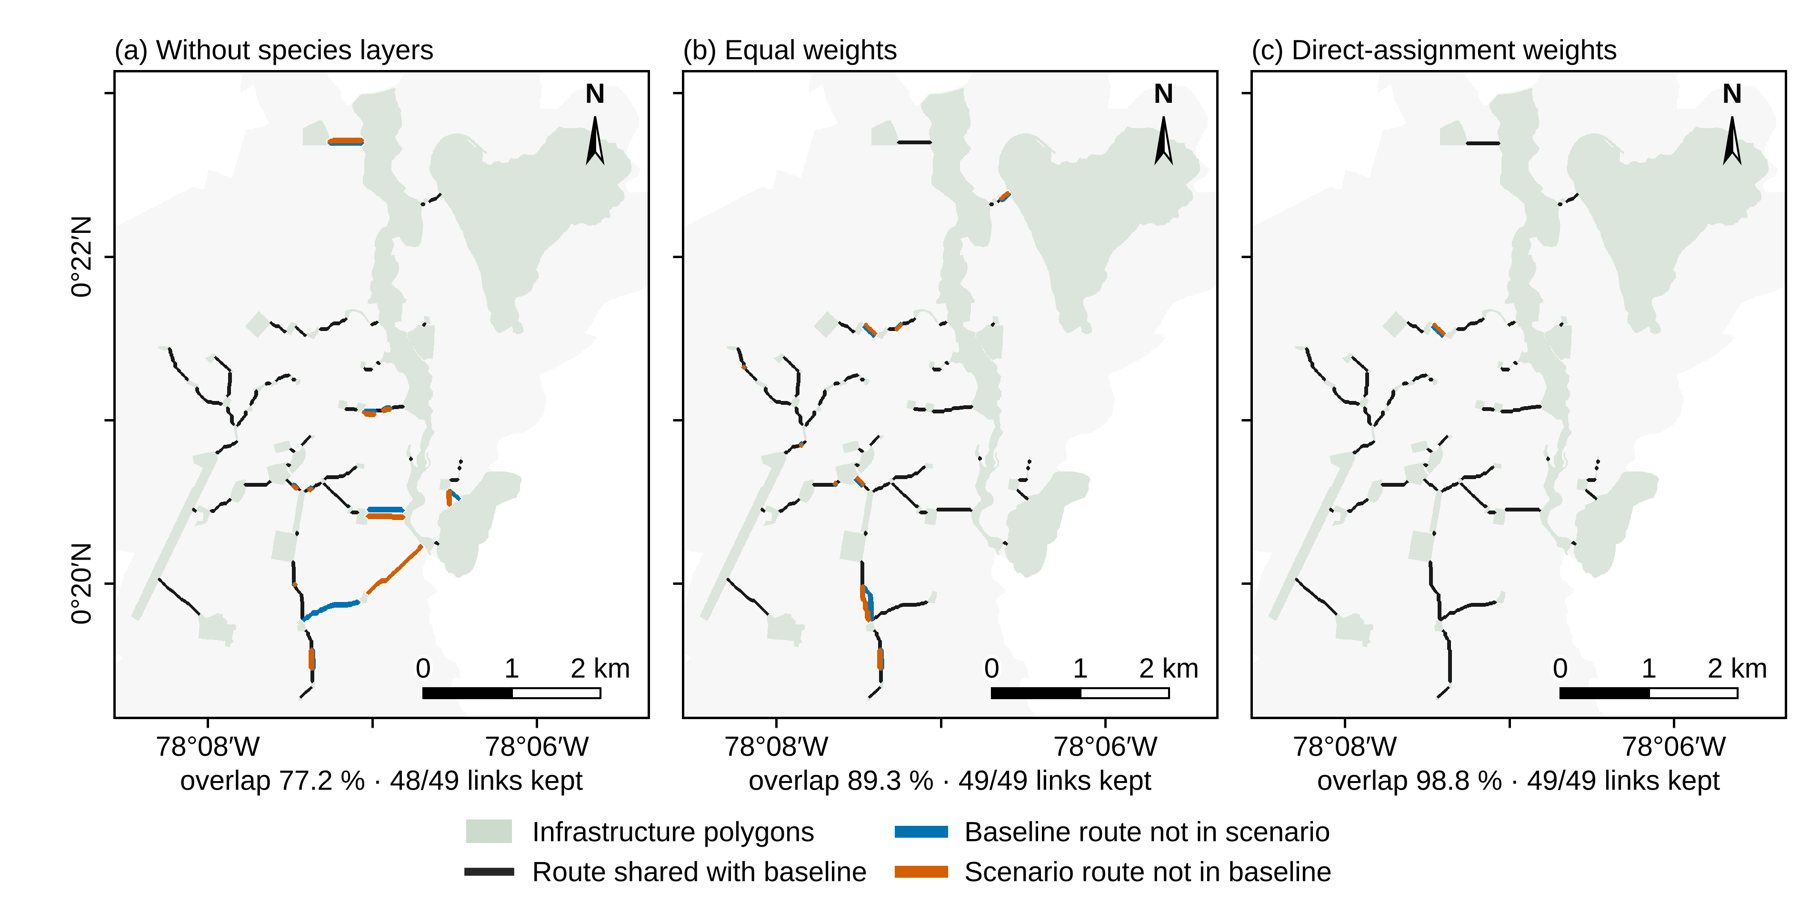 (a) Without species layers
(b) Equal weights
(c) Direct-assignment weights
N
N
N
0°22′N
0°20′N
0 1 2 km
0 1 2 km
0 1 2 km
78°08′W 78°06′W
78°08′W 78°06′W
78°08′W 78°06′W
overlap 77.2 % · 48/49 links kept
overlap 89.3 % · 49/49 links kept
overlap 98.8 % · 49/49 links kept
Infrastructure polygons
Route shared with baseline
Baseline route not in scenario
Scenario route not in baseline